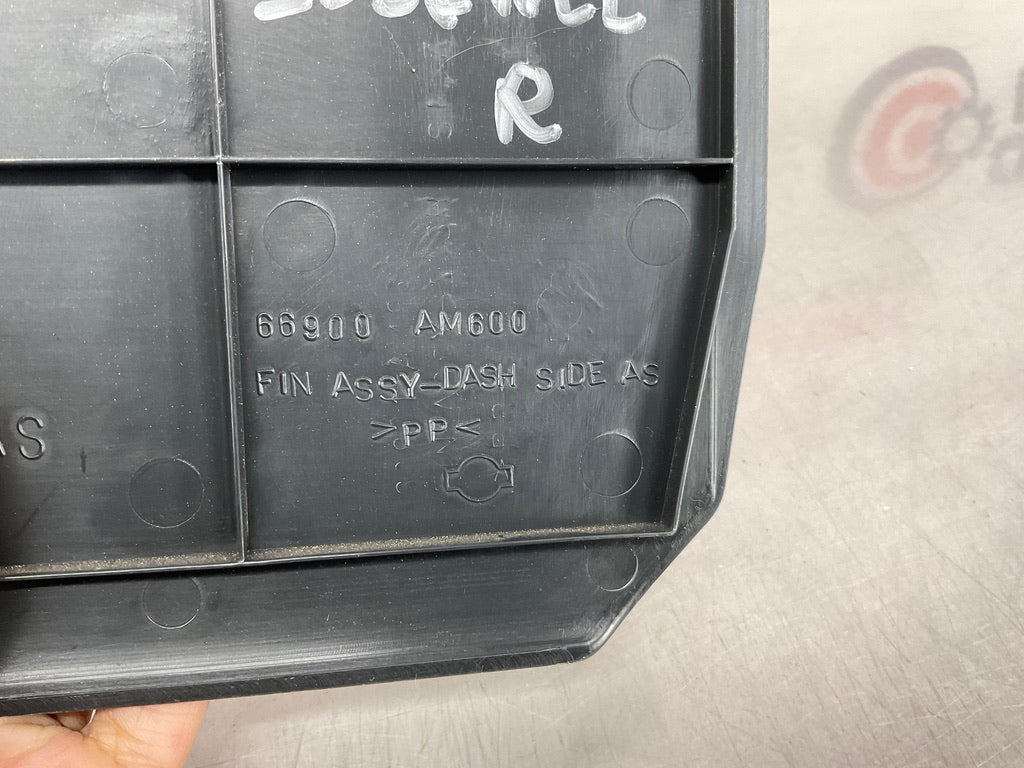 R
66900 AM600
FIN ASSY-DASH SIDE AS
>PP<
AS